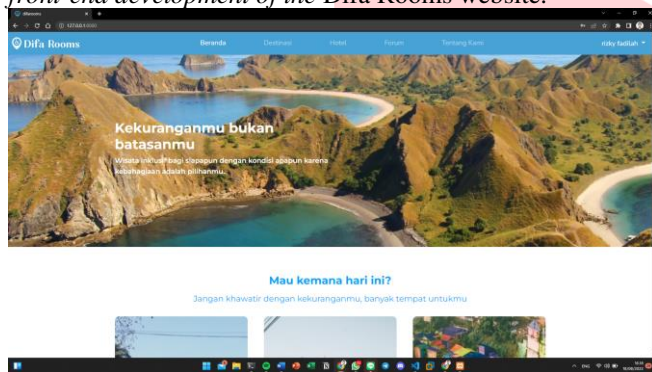 front-end development of the Difa Rooms website.
Difa Rooms
Beranda Destinasi Hotel Forum Tentang Kami rizky fadilah
Kekuranganmu bukan
batasanmu
Wisata inklusif bagi siapapun dengan kondisi apapun karena
kebahagiaan adalah pilihanmu.
Mau kemana hari ini?
Jangan khawatir dengan kekuranganmu, banyak tempat untukmu
ENG